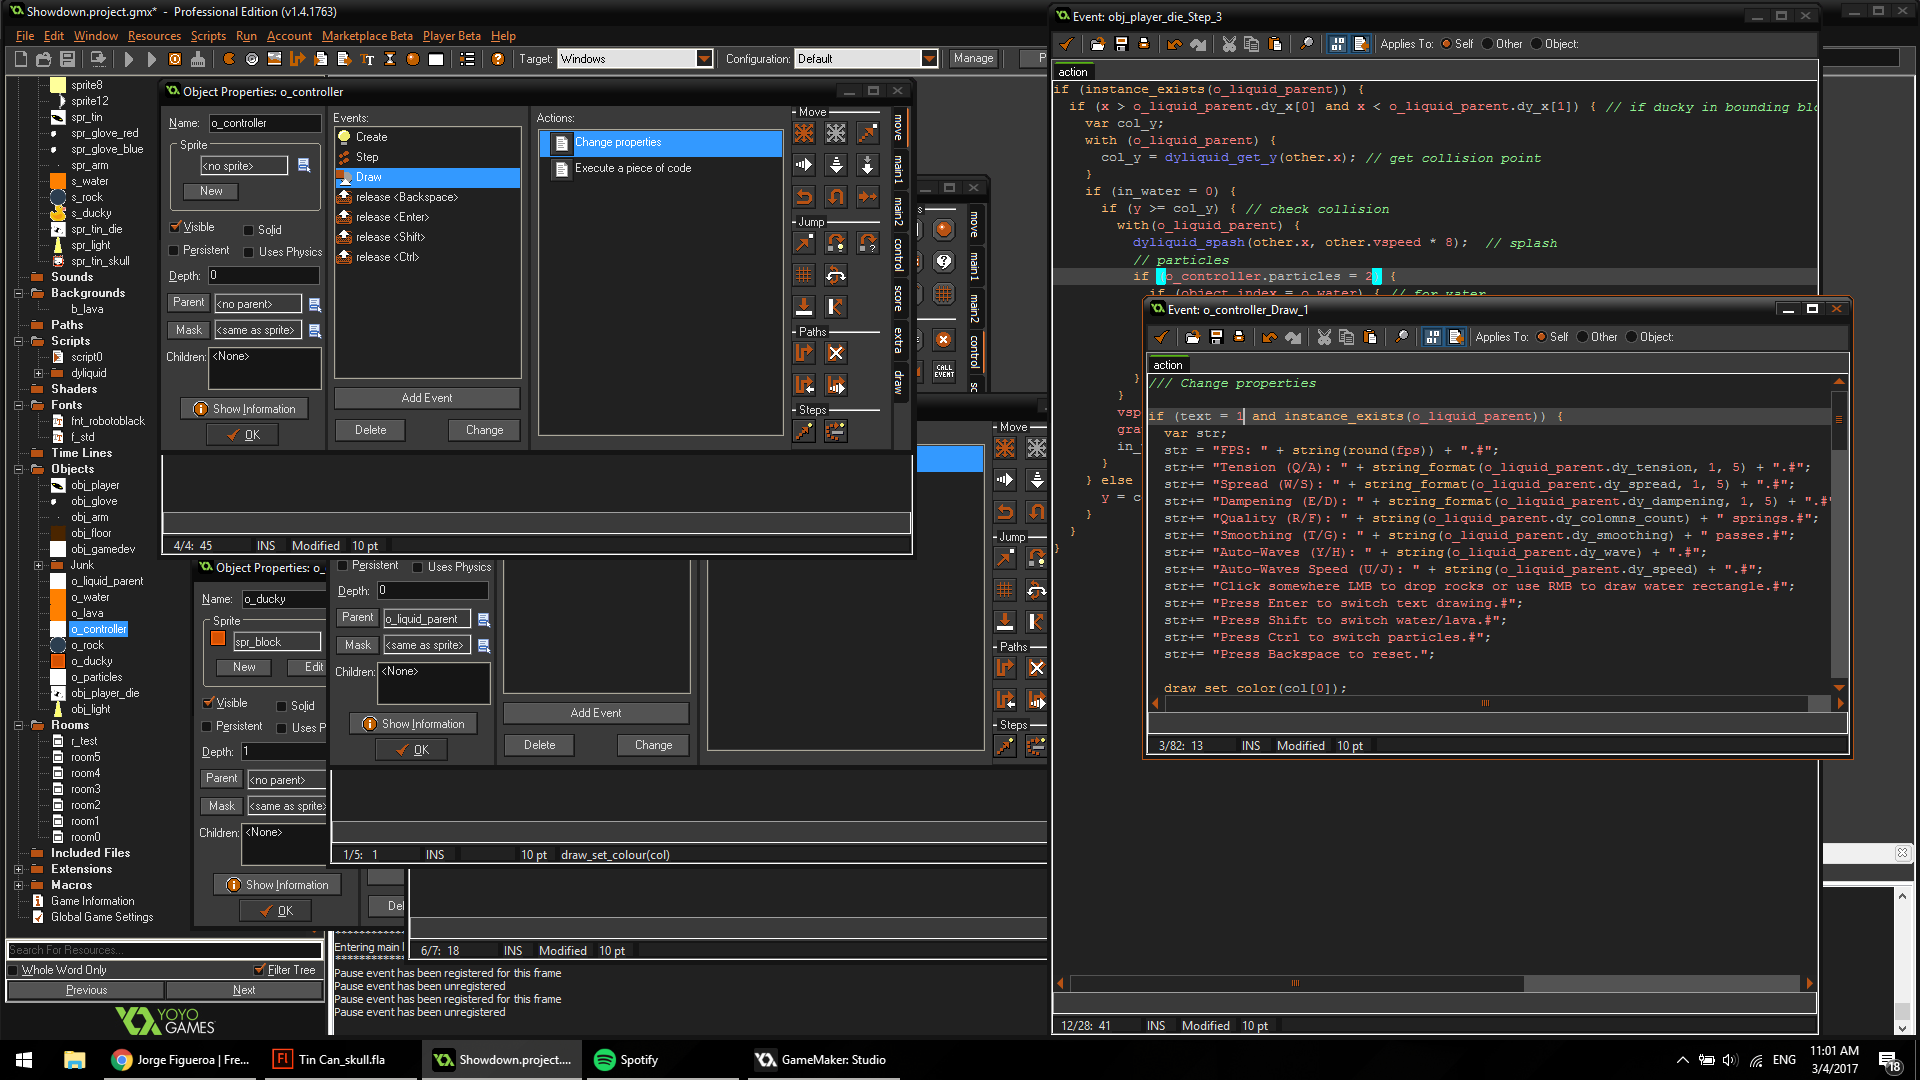 Showdown.project.gmx* - Professional Edition (v1.4.1763)
File Edit Window Resources Scripts Run Account Marketplace Beta Player Beta Help
Target: Windows Configuration: Default Manage
sprite8
sprite12
spr_tin
spr_glove_red
spr_glove_blue
spr_arm
s_water
s_rock
s_ducky
spr_tin_die
spr_light
spr_tin_skull
Sounds
Backgrounds
b_lava
Paths
Scripts
script0
dyliquid
Shaders
Fonts
fnt_robotoblack
f_std
Time Lines
Objects
obj_player
obj_glove
obj_arm
obj_floor
obj_gamedev
Junk
o_liquid_parent
o_water
o_lava
o_controller
o_rock
o_ducky
o_particles
obj_player_die
obj_light
Rooms
r_test
room5
room4
room3
room2
room1
room0
Included Files
Extensions
Macros
Game Information
Global Game Settings
Search For Resources...
Whole Word Only Filter Tree
Previous Next
YOYO
GAMES
Object Properties: o_controller
Name: o_controller
Sprite
<no sprite>
New
Visible Solid
Persistent Uses Physics
Depth: 0
Parent <no parent>
Mask <same as sprite>
Children: <None>
Show Information
OK
Events:
Create
Step
Draw
release <Backspace>
release <Enter>
release <Shift>
release <Ctrl>
Add Event
Delete Change
Actions:
Change properties
Execute a piece of code
Move
Jump
Paths
Steps
move
main1
main2
control
score
extra
draw
4/4: 45 INS Modified 10 pt
move
main1
main2
control
CALL
EVENT
Object Properties: o_
Name: o_ducky
Sprite
spr_block
New Edit
Visible Solid
Persistent Uses P
Depth: 1
Parent <no parent>
Mask <same as sprite>
Children: <None>
Show Information
OK
Persistent Uses Physics
Depth: 0
Parent o_liquid_parent
Mask <same as sprite>
Children: <None>
Show Information
OK
Add Event
Delete Change
Move
Jump
Paths
Steps
1/5: 1 INS 10 pt draw_set_colour(col)
Del
6/7: 18 INS Modified 10 pt
Entering main l
Pause event has been registered for this frame
Pause event has been unregistered
Pause event has been registered for this frame
Pause event has been unregistered
Event: obj_player_die_Step_3
Applies To: Self Other Object:
action
if (instance_exists(o_liquid_parent)) {
if (x > o_liquid_parent.dy_x[0] and x < o_liquid_parent.dy_x[1]) { // if ducky in bounding blo
var col_y;
with (o_liquid_parent) {
col_y = dyliquid_get_y(other.x); // get collision point
}
if (in_water = 0) {
if (y >= col_y) { // check collision
with(o_liquid_parent) {
dyliquid_spash(other.x, other.vspeed * 8); // splash
// particles
if (o_controller.particles = 2) {
if (object_index = o_water) { // for water
}
}
vsp
gra
in_
}
} else
y = c
}
}
}
12/28: 41 INS Modified 10 pt
Event: o_controller_Draw_1
Applies To: Self Other Object:
action
/// Change properties
if (text = 1 and instance_exists(o_liquid_parent)) {
var str;
str = "FPS: " + string(round(fps)) + ".#";
str+= "Tension (Q/A): " + string_format(o_liquid_parent.dy_tension, 1, 5) + ".#";
str+= "Spread (W/S): " + string_format(o_liquid_parent.dy_spread, 1, 5) + ".#";
str+= "Dampening (E/D): " + string_format(o_liquid_parent.dy_dampening, 1, 5) + ".#"
str+= "Quality (R/F): " + string(o_liquid_parent.dy_colomns_count) + " springs.#";
str+= "Smoothing (T/G): " + string(o_liquid_parent.dy_smoothing) + " passes.#";
str+= "Auto-Waves (Y/H): " + string(o_liquid_parent.dy_wave) + ".#";
str+= "Auto-Waves Speed (U/J): " + string(o_liquid_parent.dy_speed) + ".#";
str+= "Click somewhere LMB to drop rocks or use RMB to draw water rectangle.#";
str+= "Press Enter to switch text drawing.#";
str+= "Press Shift to switch water/lava.#";
str+= "Press Ctrl to switch particles.#";
str+= "Press Backspace to reset.";
draw_set_color(col[0]);
3/82: 13 INS Modified 10 pt
Jorge Figueroa | Fre... Tin Can_skull.fla Showdown.project.... Spotify GameMaker: Studio
ENG 11:01 AM
3/4/2017
18